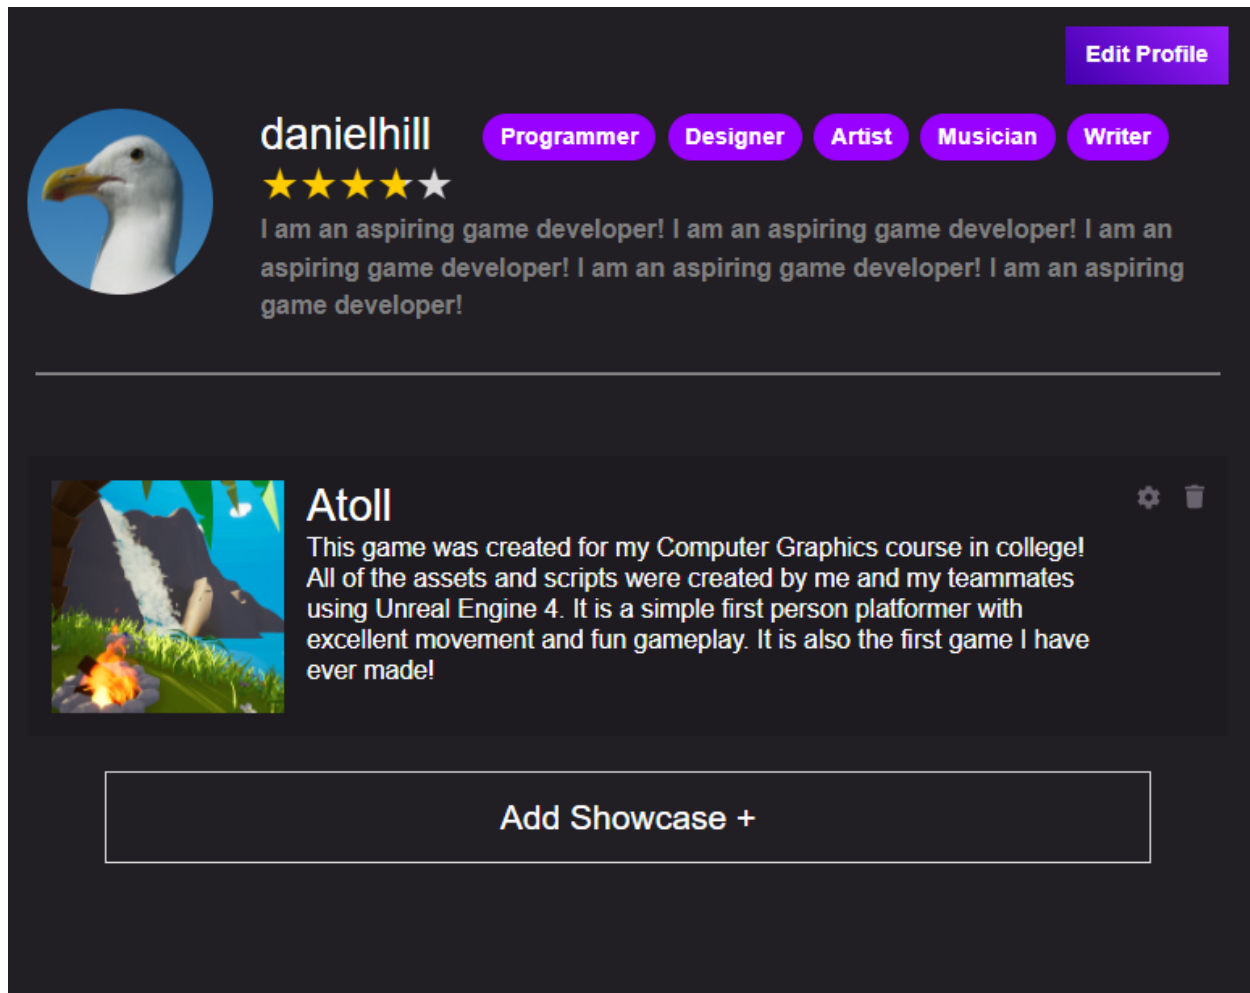 Edit Profile
danielhill
Programmer
Designer
Artist
Musician
Writer
I am an aspiring game developer! I am an aspiring game developer! I am an
aspiring game developer! I am an aspiring game developer! I am an aspiring
game developer!
Atoll
This game was created for my Computer Graphics course in college!
All of the assets and scripts were created by me and my teammates
using Unreal Engine 4. It is a simple first person platformer with
excellent movement and fun gameplay. It is also the first game I have
ever made!
Add Showcase +